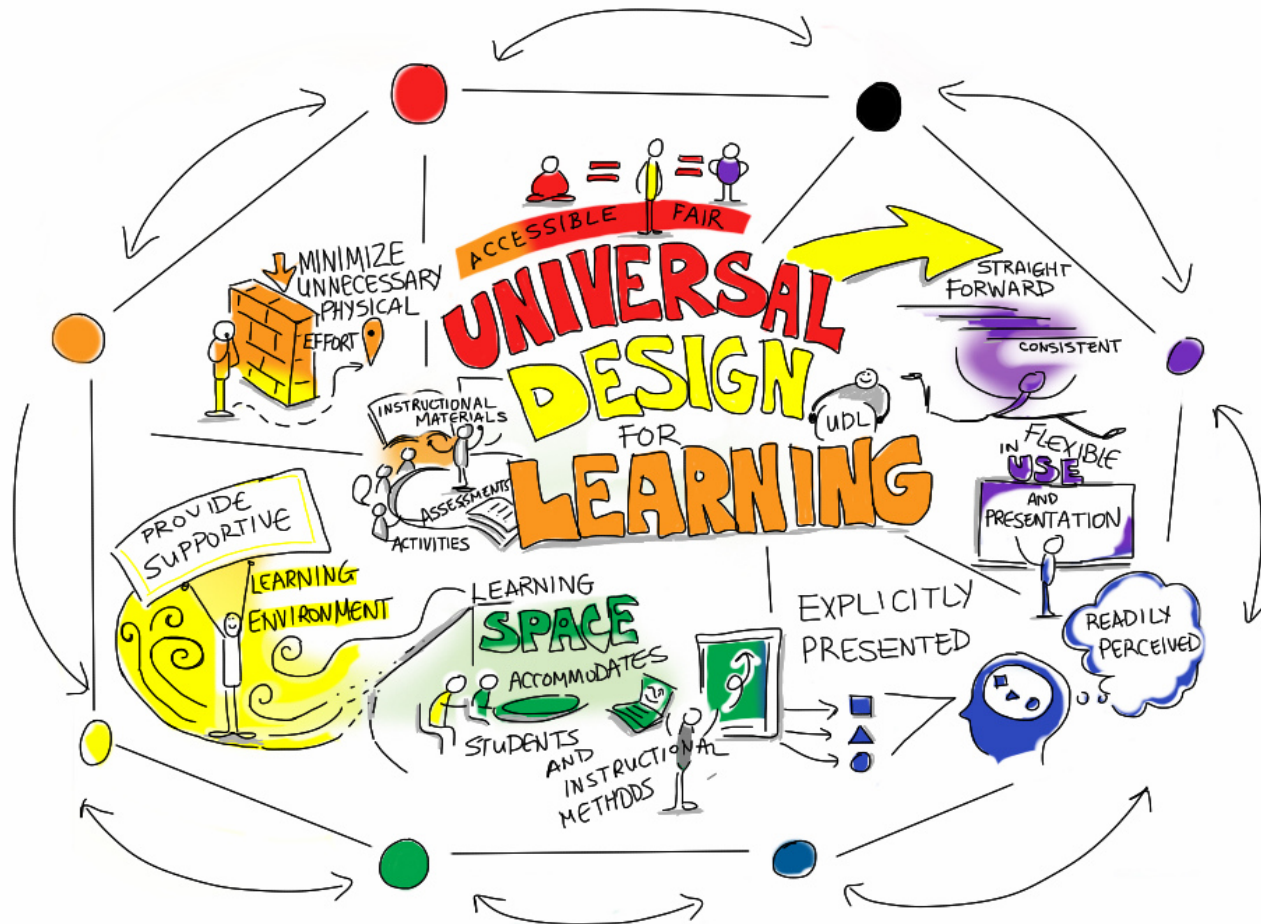 ACCESSIBLE FAIR
UNIVERSAL
DESIGN
FOR
LEARNING
UDL
MINIMIZE
UNNECESSARY
PHYSICAL
EFFORT
STRAIGHT
FORWARD
CONSISTENT
INSTRUCTIONAL
MATERIALS
ASSESSMENTS
ACTIVITIES
FLEXIBLE
IN USE
AND
PRESENTATION
PROVIDE
SUPPORTIVE
LEARNING
ENVIRONMENT
LEARNING
SPACE
ACCOMMODATES
STUDENTS
AND
INSTRUCTIONAL
METHODS
EXPLICITLY
PRESENTED
READILY
PERCEIVED